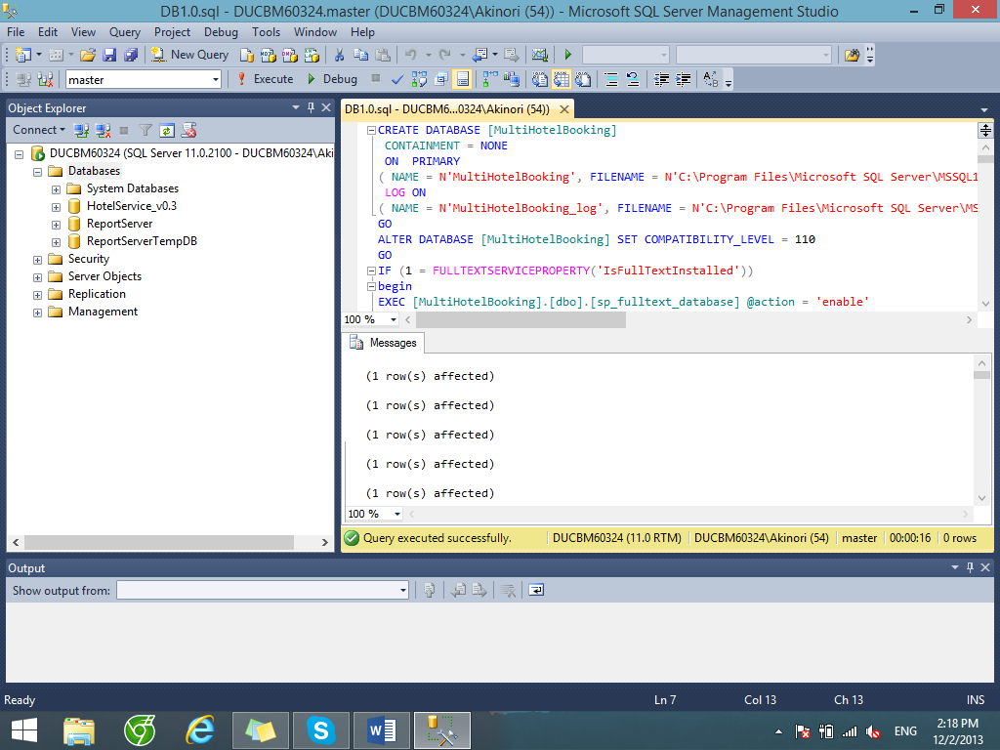 DB1.0.sql - DUCBM60324.master (DUCBM60324\Akinori (54)) - Microsoft SQL Server Management Studio
File Edit View Query Project Debug Tools Window Help
New Query
master Execute Debug
Object Explorer
Connect
DUCBM60324 (SQL Server 11.0.2100 - DUCBM60324\Aki
Databases
System Databases
HotelService_v0.3
ReportServer
ReportServerTempDB
Security
Server Objects
Replication
Management
DB1.0.sql - DUCBM6...0324\Akinori (54))
CREATE DATABASE [MultiHotelBooking]
CONTAINMENT = NONE
ON PRIMARY
( NAME = N'MultiHotelBooking', FILENAME = N'C:\Program Files\Microsoft SQL Server\MSSQL1
LOG ON
( NAME = N'MultiHotelBooking_log', FILENAME = N'C:\Program Files\Microsoft SQL Server\MS
GO
ALTER DATABASE [MultiHotelBooking] SET COMPATIBILITY_LEVEL = 110
GO
IF (1 = FULLTEXTSERVICEPROPERTY('IsFullTextInstalled'))
begin
EXEC [MultiHotelBooking].[dbo].[sp_fulltext_database] @action = 'enable'
100 %
Messages
(1 row(s) affected)
(1 row(s) affected)
(1 row(s) affected)
(1 row(s) affected)
(1 row(s) affected)
100 %
Query executed successfully. DUCBM60324 (11.0 RTM) DUCBM60324\Akinori (54) master 00:00:16 0 rows
Output
Show output from:
Ready Ln 7 Col 13 Ch 13 INS
ENG 2:18 PM
12/2/2013